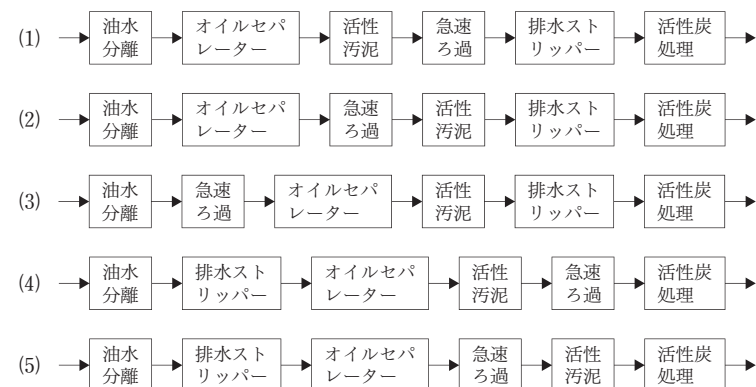 (1) 油水分離 オイルセパレーター 活性汚泥 急速ろ過 排水ストリッパー 活性炭処理
(2) 油水分離 オイルセパレーター 急速ろ過 活性汚泥 排水ストリッパー 活性炭処理
(3) 油水分離 急速ろ過 オイルセパレーター 活性汚泥 排水ストリッパー 活性炭処理
(4) 油水分離 排水ストリッパー オイルセパレーター 活性汚泥 急速ろ過 活性炭処理
(5) 油水分離 排水ストリッパー オイルセパレーター 急速ろ過 活性汚泥 活性炭処理